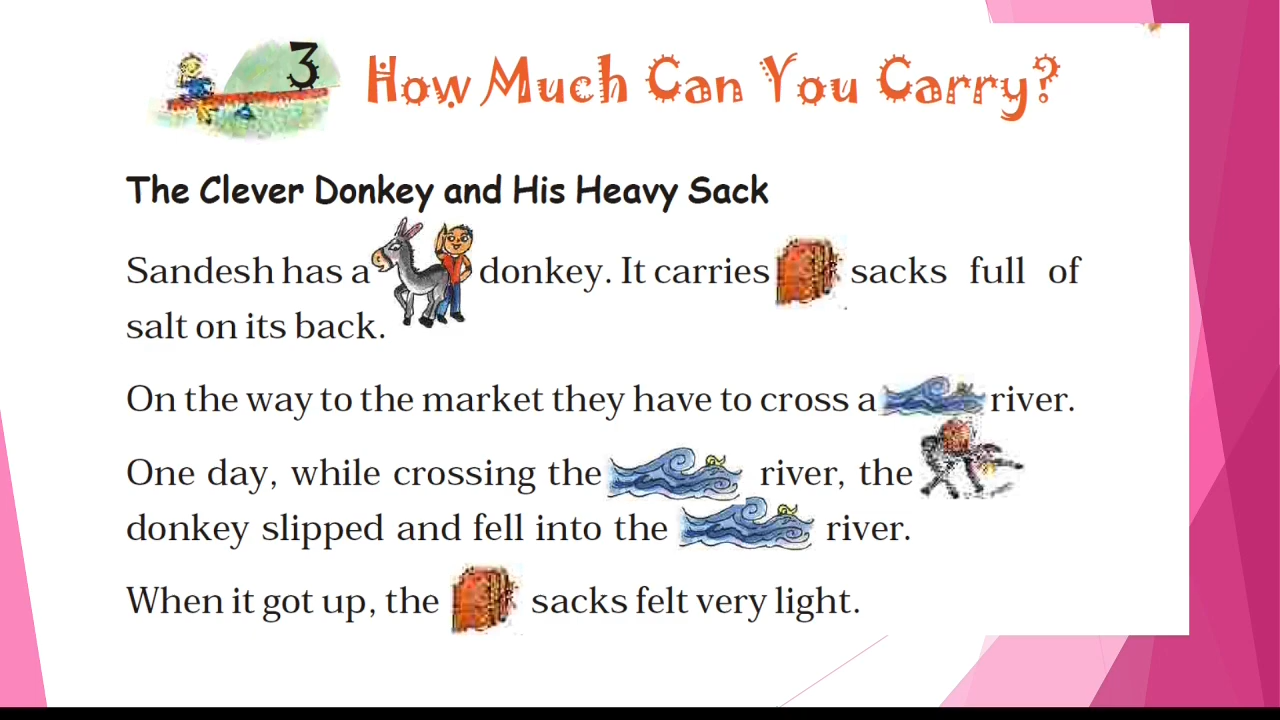 3 How Much Can You Carry?
The Clever Donkey and His Heavy Sack
Sandesh has a donkey. It carries sacks full of
salt on its back.
On the way to the market they have to cross a river.
One day, while crossing the river, the
donkey slipped and fell into the river.
When it got up, the sacks felt very light.